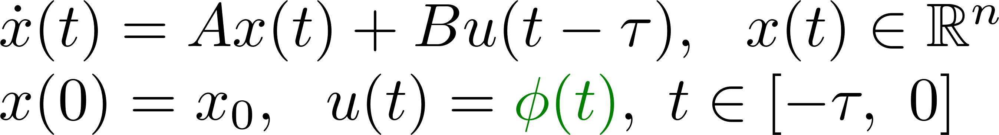 ẋ(t) = Ax(t) + Bu(t − τ), x(t) ∈ ℝⁿ
x(0) = x₀, u(t) = ϕ(t), t ∈ [−τ, 0]